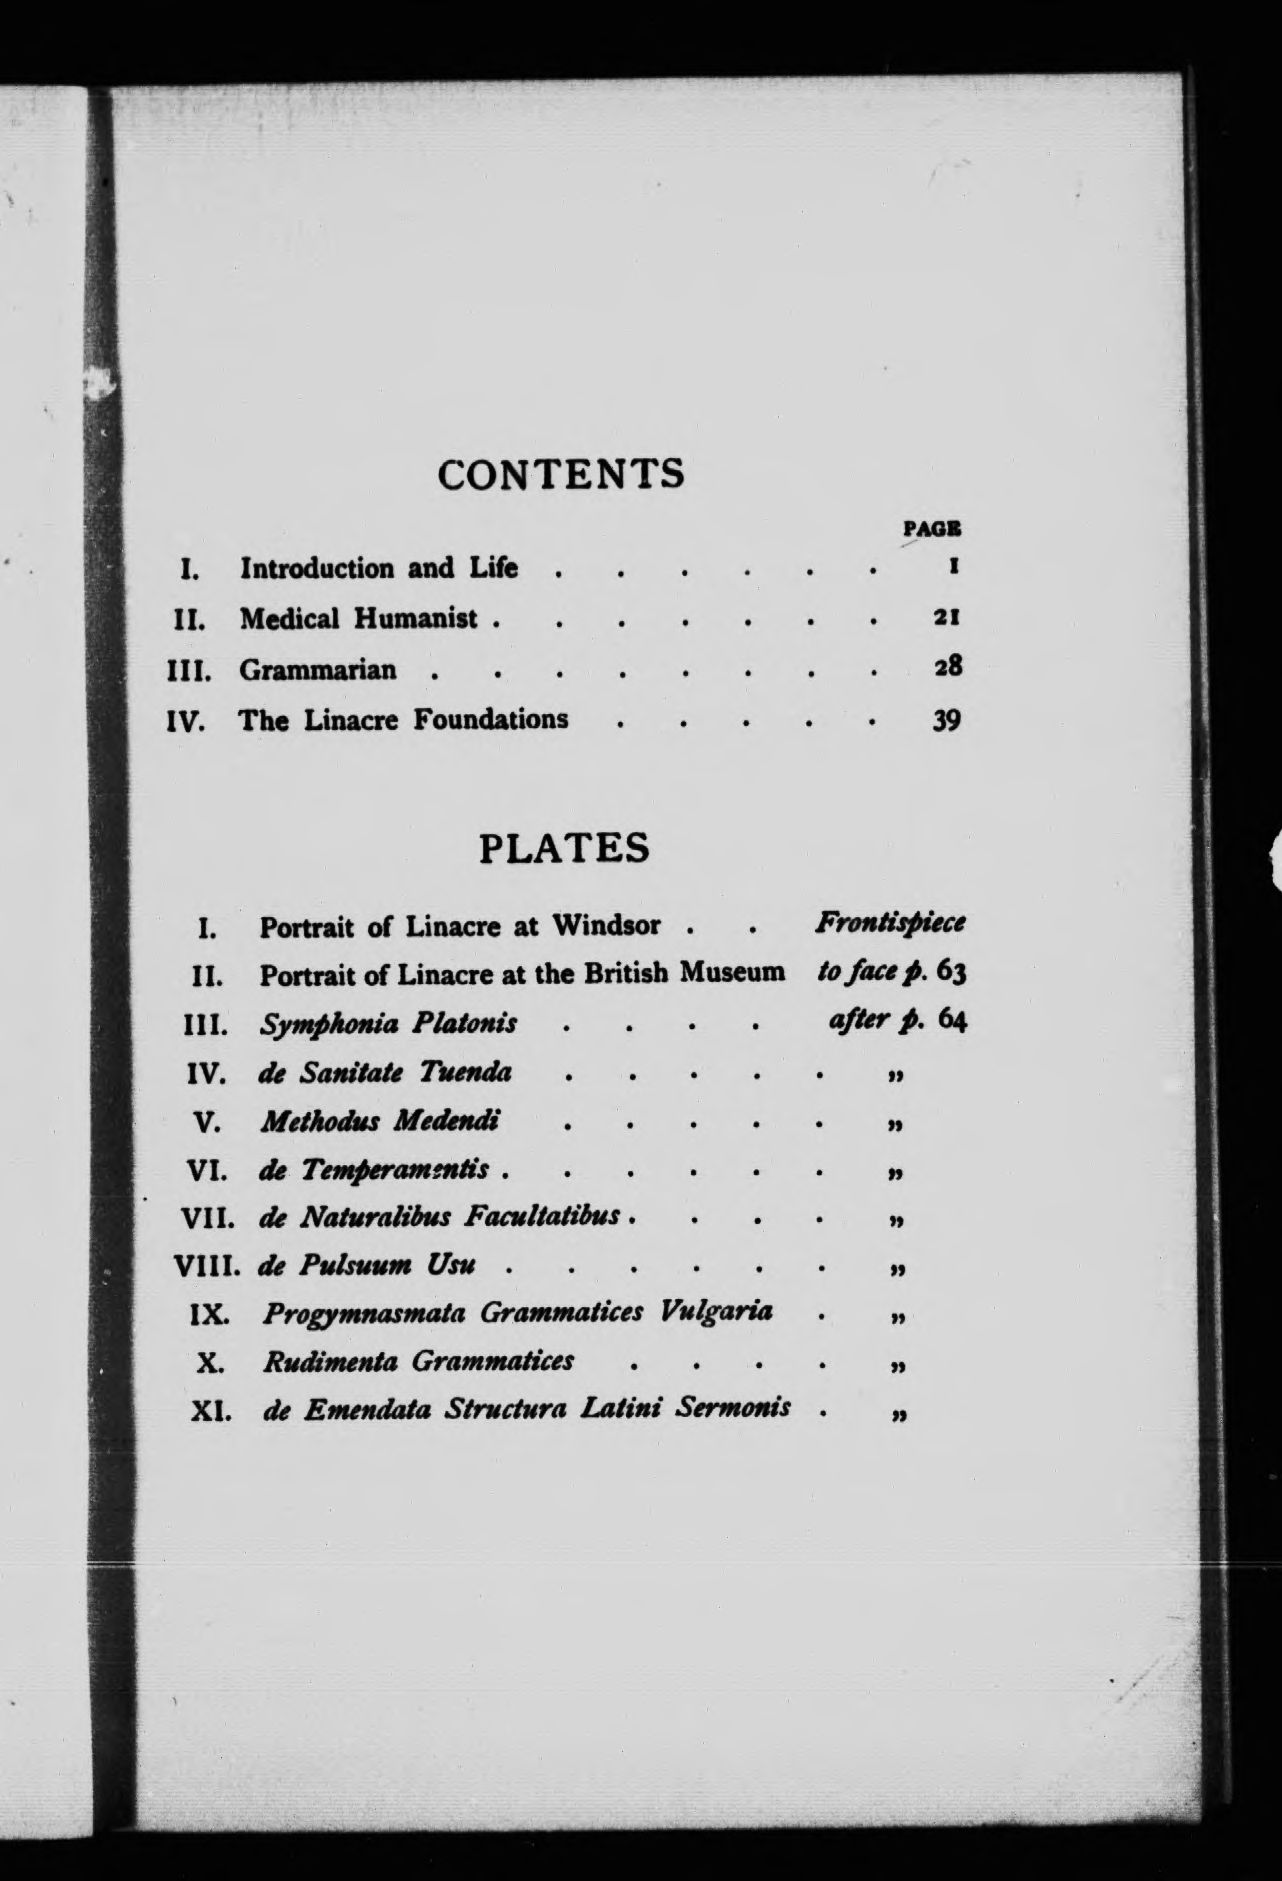 CONTENTS
PAGE
I. Introduction and Life . . . . . . 1
II. Medical Humanist . . . . . . . 21
III. Grammarian . . . . . . . . 28
IV. The Linacre Foundations . . . . . 39
PLATES
I. Portrait of Linacre at Windsor . . Frontispiece
II. Portrait of Linacre at the British Museum to face p. 63
III. Symphonia Platonis . . . . after p. 64
IV. de Sanitate Tuenda . . . . . „
V. Methodus Medendi . . . . . „
VI. de Temperamentis . . . . . . „
VII. de Naturalibus Facultatibus . . . . „
VIII. de Pulsuum Usu . . . . . . „
IX. Progymnasmata Grammatices Vulgaria . „
X. Rudimenta Grammatices . . . . „
XI. de Emendata Structura Latini Sermonis . „